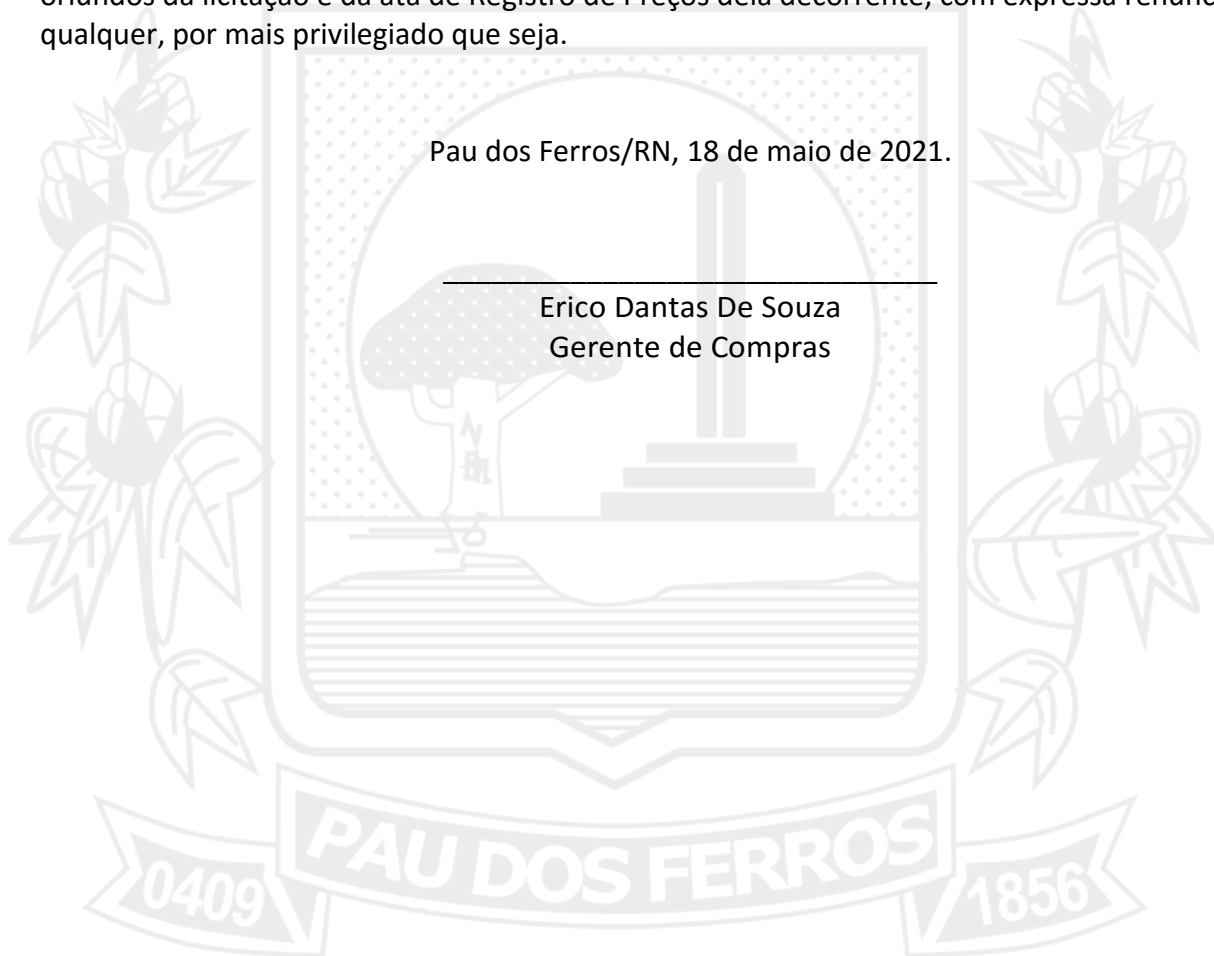 oriundos da licitação e da ata de Registro de Preços dela decorrente, com expressa
qualquer, por mais privilegiado que seja.
Pau dos Ferros/RN, 18 de maio de 2021.
Erico Dantas De Souza
Gerente de Compras
PAU DOS FERROS
0409
1856